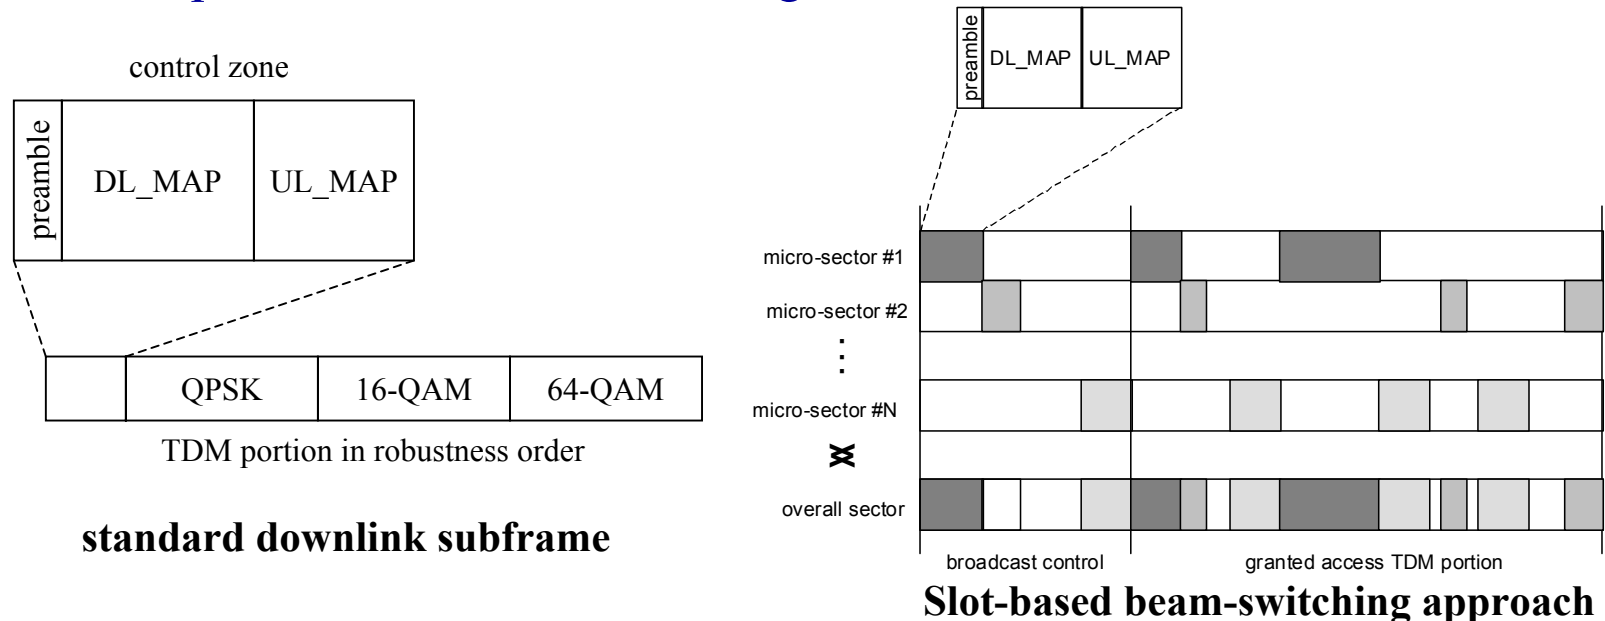 control zone
preamble
DL_MAP
UL_MAP
QPSK
16-QAM
64-QAM
TDM portion in robustness order
standard downlink subframe
preamble
DL_MAP
UL_MAP
micro-sector #1
micro-sector #2
micro-sector #N
overall sector
broadcast control
granted access TDM portion
Slot-based beam-switching approach